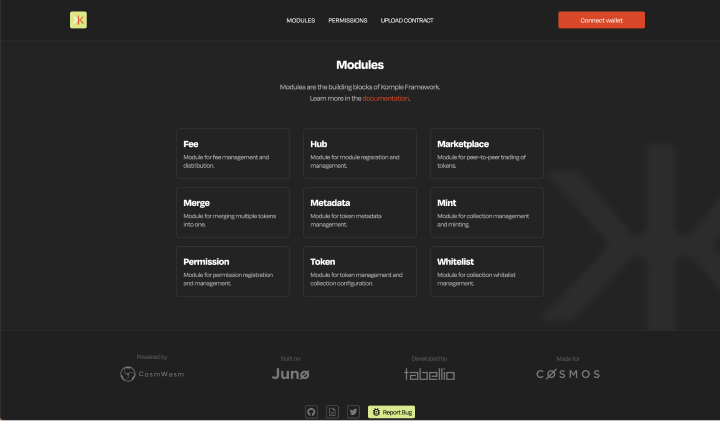 MODULES PERMISSIONS UPLOAD CONTRACT
Connect wallet
Modules
Modules are the building blocks of Komple Framework.
Learn more in the documentation.
Fee
Module for fee management and
distribution.
Hub
Module for module registration and
management.
Marketplace
Module for peer-to-peer trading of
tokens.
Merge
Module for merging multiple tokens
into one.
Metadata
Module for token metadata
management.
Mint
Module for collection management
and minting.
Permission
Module for permission registration
and management.
Token
Module for token management and
collection configuration.
Whitelist
Module for collection whitelist
management.
Powered by
CosmWasm
Built on
Junø
Developed by
tabellio
Made for
CØSMOS
Report Bug